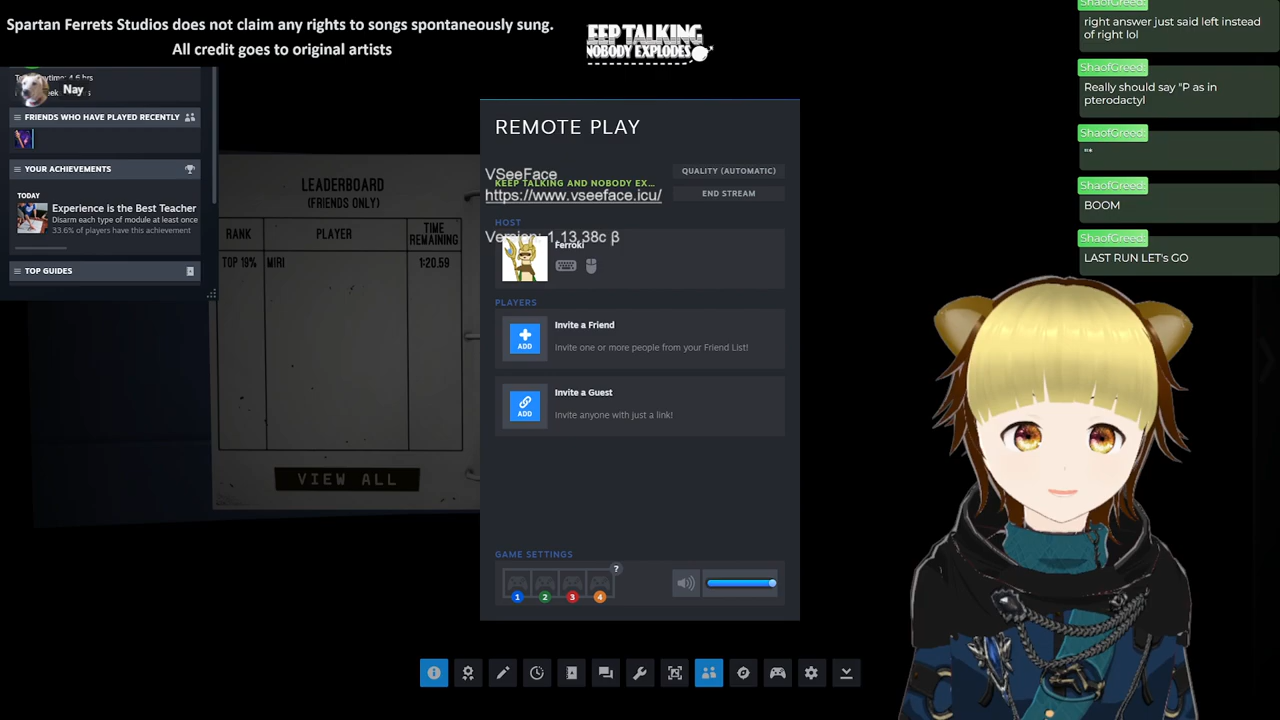 Spartan Ferrets Studios does not claim any rights to songs spontaneously sung.
All credit goes to original artists
EEP TALKING
NOBODY EXPLODES
Nay
FRIENDS WHO HAVE PLAYED RECENTLY
YOUR ACHIEVEMENTS
TODAY
Experience is the Best Teacher
Disarm each type of module at least once
33.6% of players have this achievement
TOP GUIDES
LEADERBOARD
(FRIENDS ONLY)
RANK
PLAYER
TIME
REMAINING
TOP 19%
MIRI
1:20.59
VIEW ALL
REMOTE PLAY
VSeeFace
QUALITY (AUTOMATIC)
KEEP TALKING AND NOBODY EX...
https://www.vseeface.icu/
END STREAM
HOST
Version: 1.13.38c β
Ferroki
PLAYERS
ADD
Invite a Friend
Invite one or more people from your Friend List!
ADD
Invite a Guest
Invite anyone with just a link!
GAME SETTINGS
?
1
2
3
4
ShaofGreed:
right answer just said left instead
of right lol
ShaofGreed:
Really should say "P as in
pterodactyl
ShaofGreed:
"*
ShaofGreed:
BOOM
ShaofGreed:
LAST RUN LET's GO